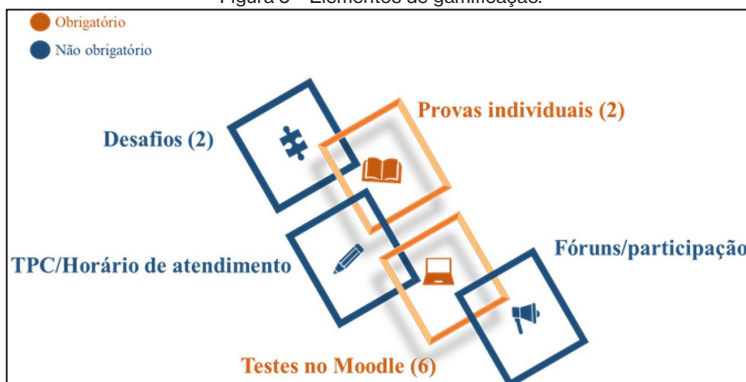 Obrigatório
Não obrigatório
Provas individuais (2)
Desafios (2)
Fóruns/participação
TPC/Horário de atendimento
Testes no Moodle (6)